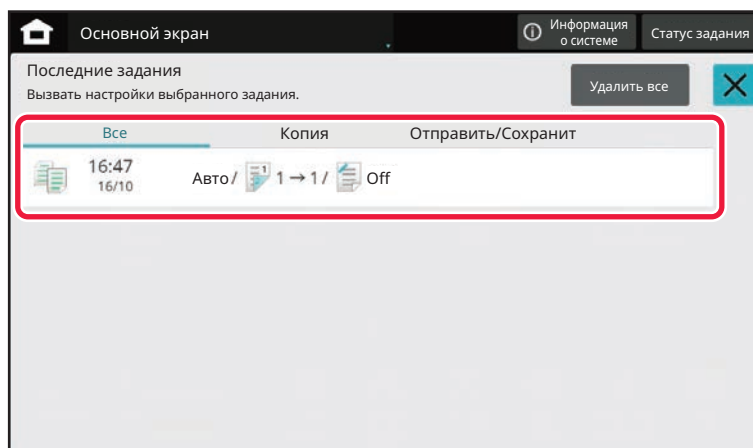 Основной экран
Информация
о системе
Статус задания
Последние задания
Вызвать настройки выбранного задания.
Удалить все
Все Копия Отправить/Сохранит
16:47
16/10
Авто / 1 1 → 1 / Off